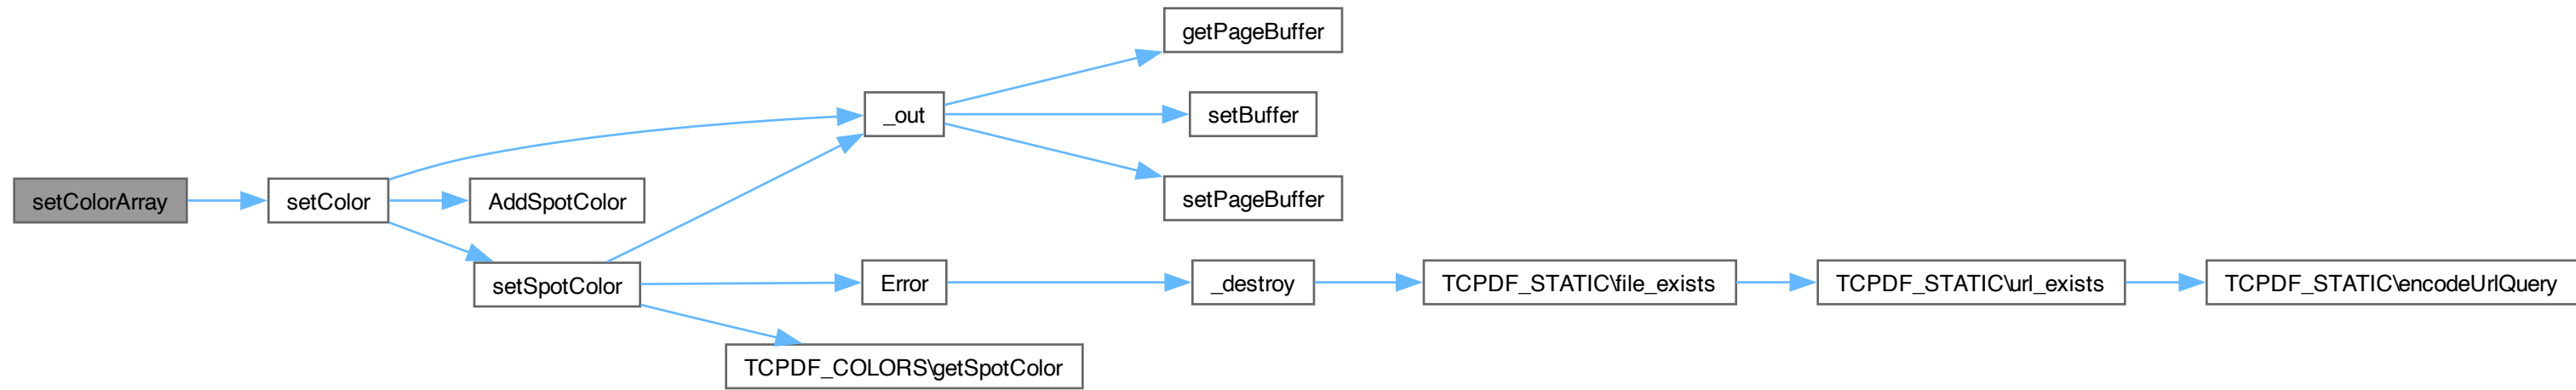 getPageBuffer
_out
setBuffer
setColorArray
setColor
AddSpotColor
setPageBuffer
setSpotColor
Error
_destroy
TCPDF_STATIC\file_exists
TCPDF_STATIC\url_exists
TCPDF_STATIC\encodeUrlQuery
TCPDF_COLORS\getSpotColor